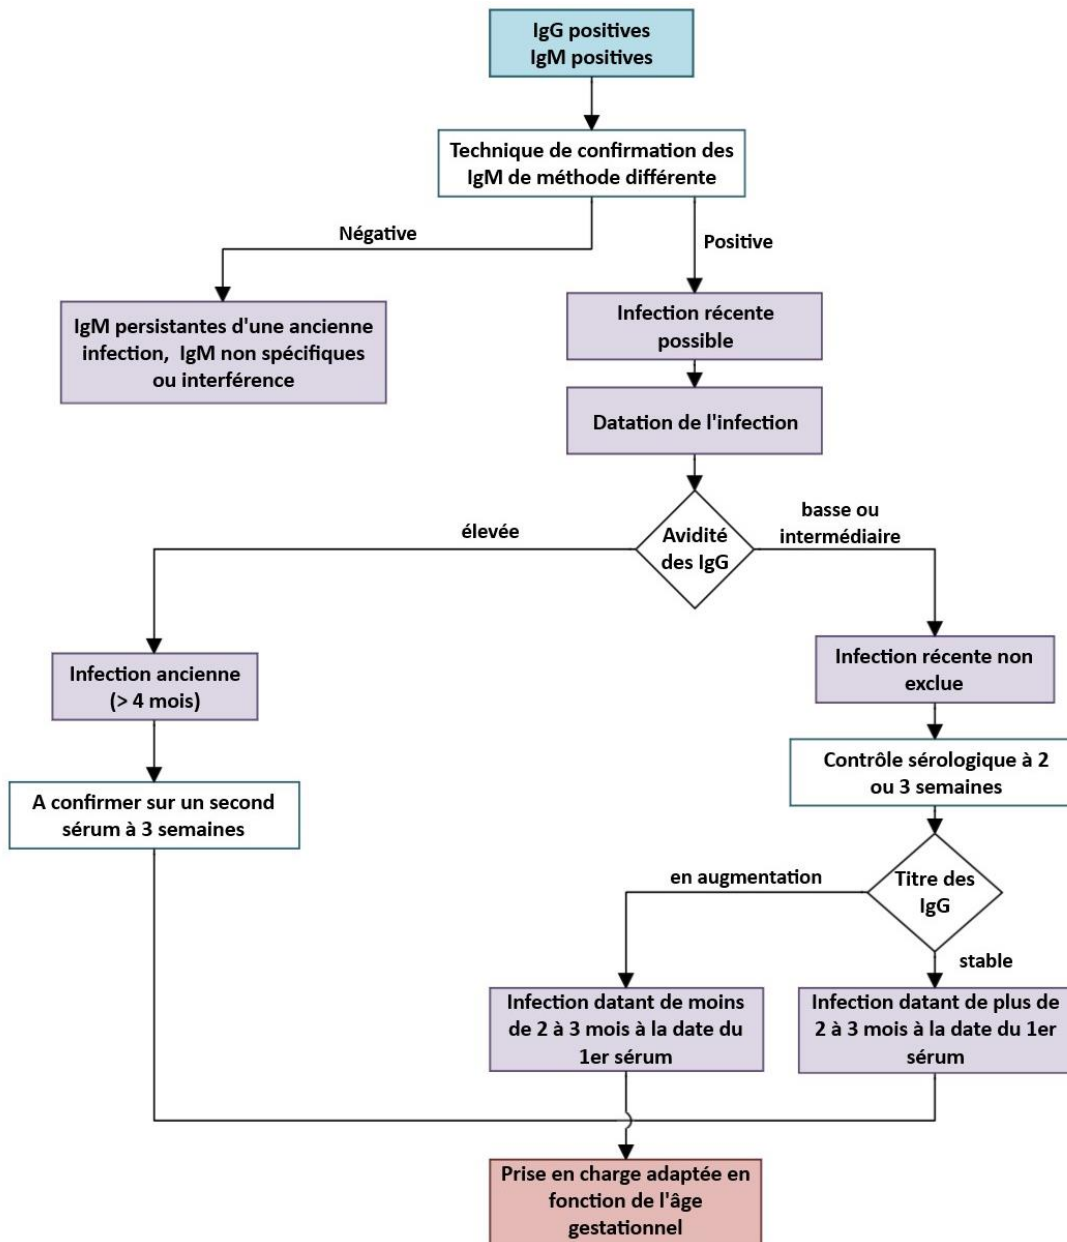 IgG positives
IgM positives
Technique de confirmation des
IgM de méthode différente
Négative
Positive
IgM persistantes d'une ancienne
infection, IgM non spécifiques
ou interférence
Infection récente
possible
Datation de l'infection
élevée
Avidité
des IgG
basse ou
intermédiaire
Infection ancienne
(> 4 mois)
Infection récente non
exclue
A confirmer sur un second
sérum à 3 semaines
Contrôle sérologique à 2
ou 3 semaines
en augmentation
Titre des
IgG
stable
Infection datant de moins
de 2 à 3 mois à la date du
1er sérum
Infection datant de plus de
2 à 3 mois à la date du 1er
sérum
Prise en charge adaptée en
fonction de l'âge
gestationnel